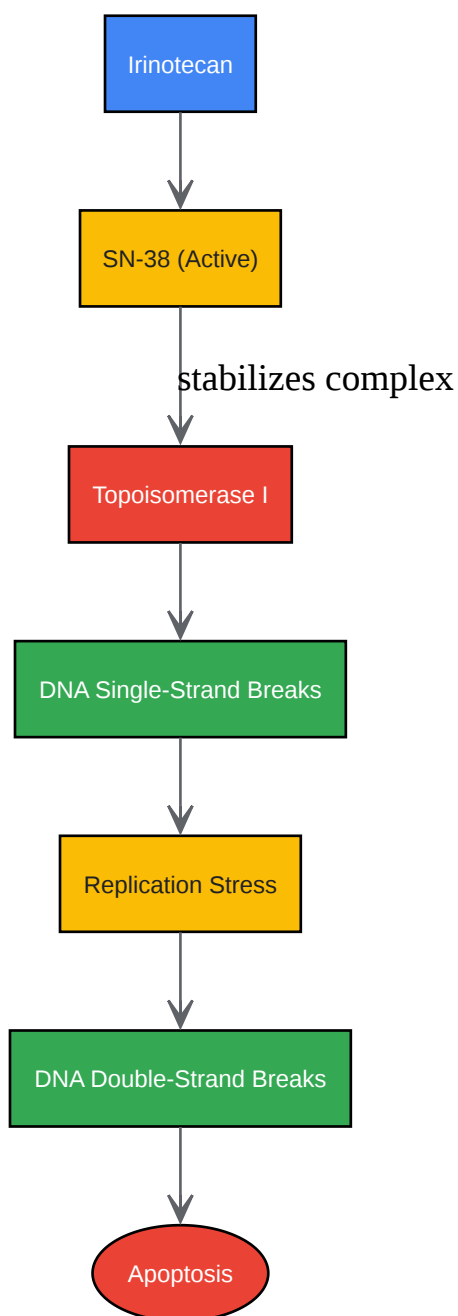 Irinotecan
SN-38 (Active)
stabilizes complex
Topoisomerase I
DNA Single-Strand Breaks
Replication Stress
DNA Double-Strand Breaks
Apoptosis